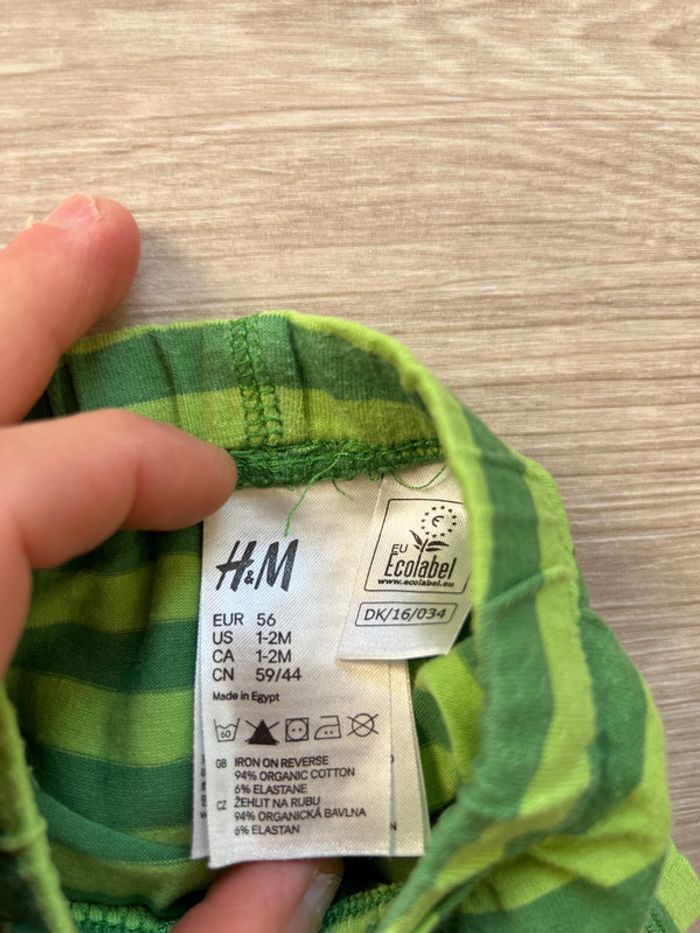 H&M
EUR 56
US 1-2M
CA 1-2M
CN 59/44
Made in Egypt
60
GB IRON ON REVERSE
94% ORGANIC COTTON
6% ELASTANE
CZ ŽEHLIT NA RUBU
94% ORGANICKÁ BAVLNA
6% ELASTAN
EU
Ecolabel
www.ecolabel.eu
DK/16/034